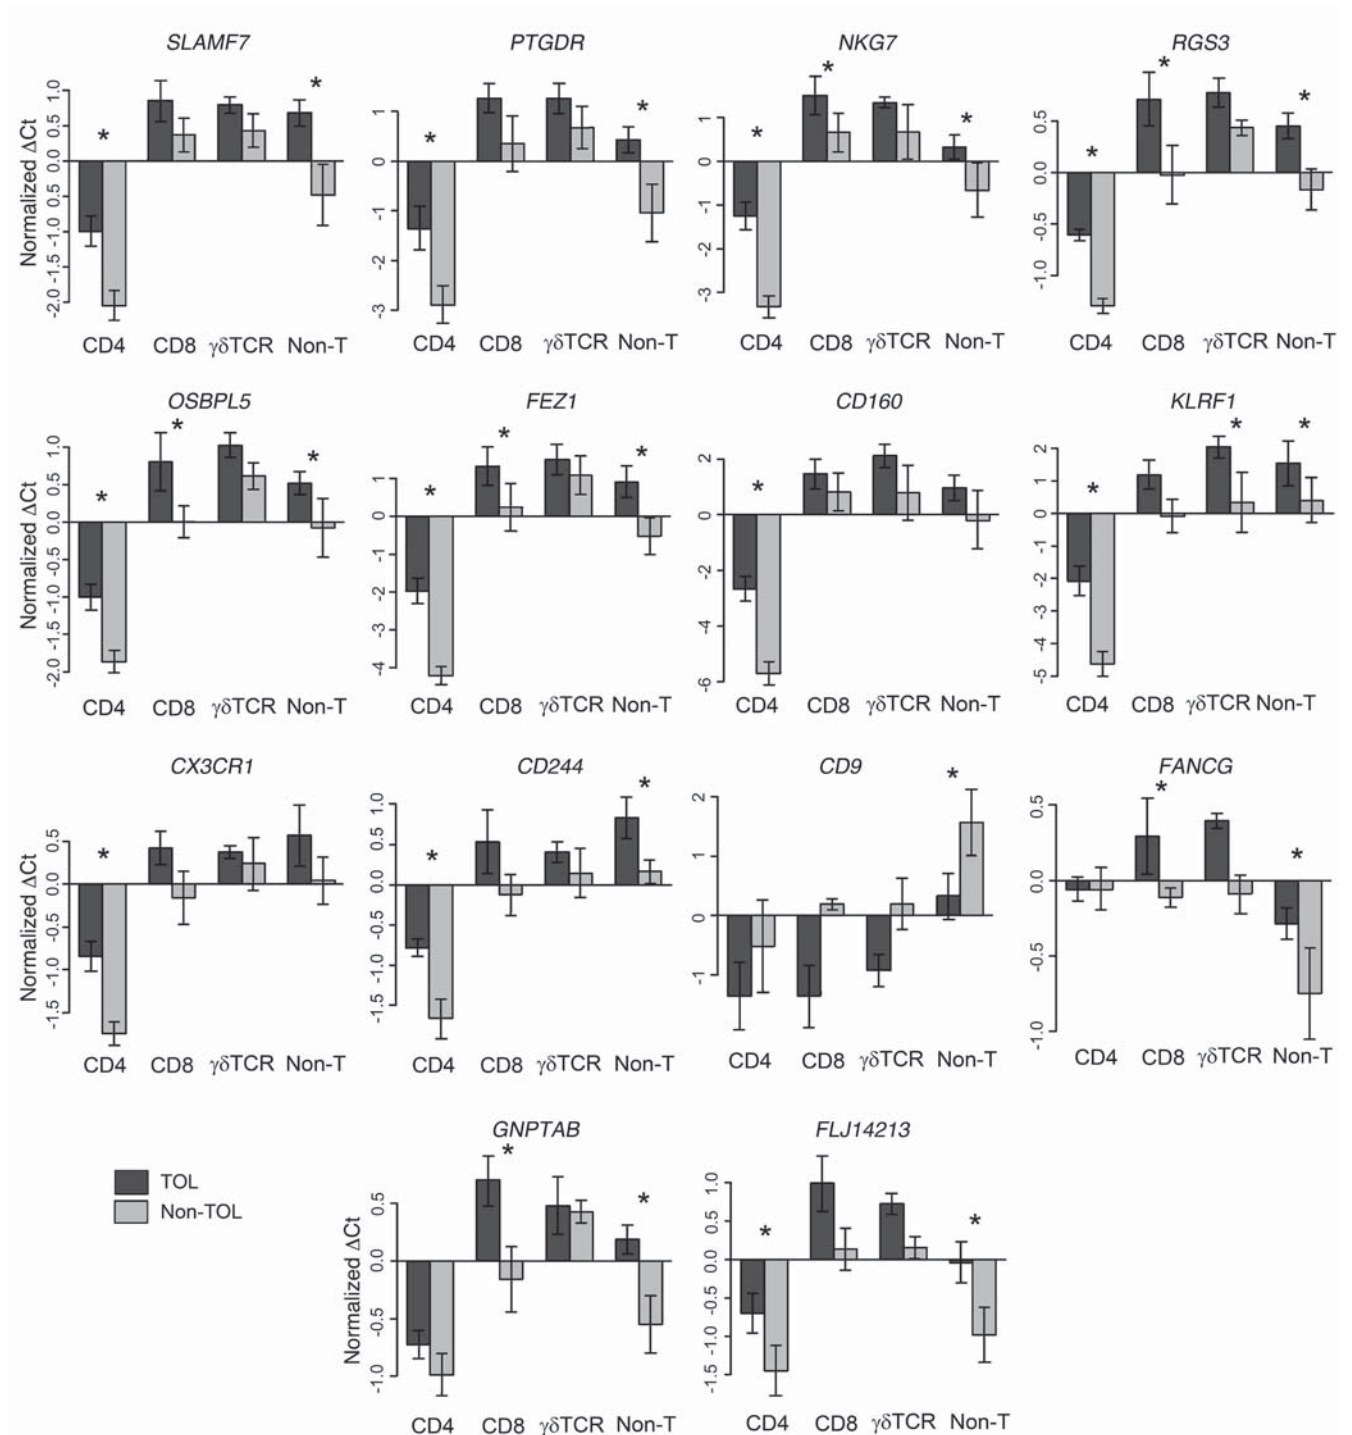 SLAMF7 PTGDR NKG7 RGS3
* * * * * * * * * *
Normalized ΔCt
1.0 0.5 0.0 0.5 -1.0 -1.5 -2.0
1 0 -1 -2 -3
1 0 -1 -2 -3
0.5 0.0 -0.5 -1.0
CD4 CD8 γδTCR Non-T CD4 CD8 γδTCR Non-T CD4 CD8 γδTCR Non-T CD4 CD8 γδTCR Non-T
OSBPL5 FEZ1 CD160 KLRF1
* * * * * * * * * *
Normalized ΔCt
1.0 0.5 0.0 -0.5 -1.0 -1.5 -2.0
1 0 -1 -2 -3 -4
2 0 -2 -4 -6
2 1 0 -1 -2 -3 -4 -5
CD4 CD8 γδTCR Non-T CD4 CD8 γδTCR Non-T CD4 CD8 γδTCR Non-T CD4 CD8 γδTCR Non-T
CX3CR1 CD244 CD9 FANCG
* * * * * *
Normalized ΔCt
0.5 0.0 -0.5 -1.0 -1.5
1.0 0.5 0.0 -0.5 -1.0 -1.5
2 1 0 -1
0.5 0.0 -0.5 -1.0
CD4 CD8 γδTCR Non-T CD4 CD8 γδTCR Non-T CD4 CD8 γδTCR Non-T CD4 CD8 γδTCR Non-T
GNPTAB FLJ14213
* * * *
TOL
Non-TOL
Normalized ΔCt
0.5 0.0 -0.5 -1.0
1.0 0.5 0.0 -0.5 -1.0 -1.5
CD4 CD8 γδTCR Non-T CD4 CD8 γδTCR Non-T